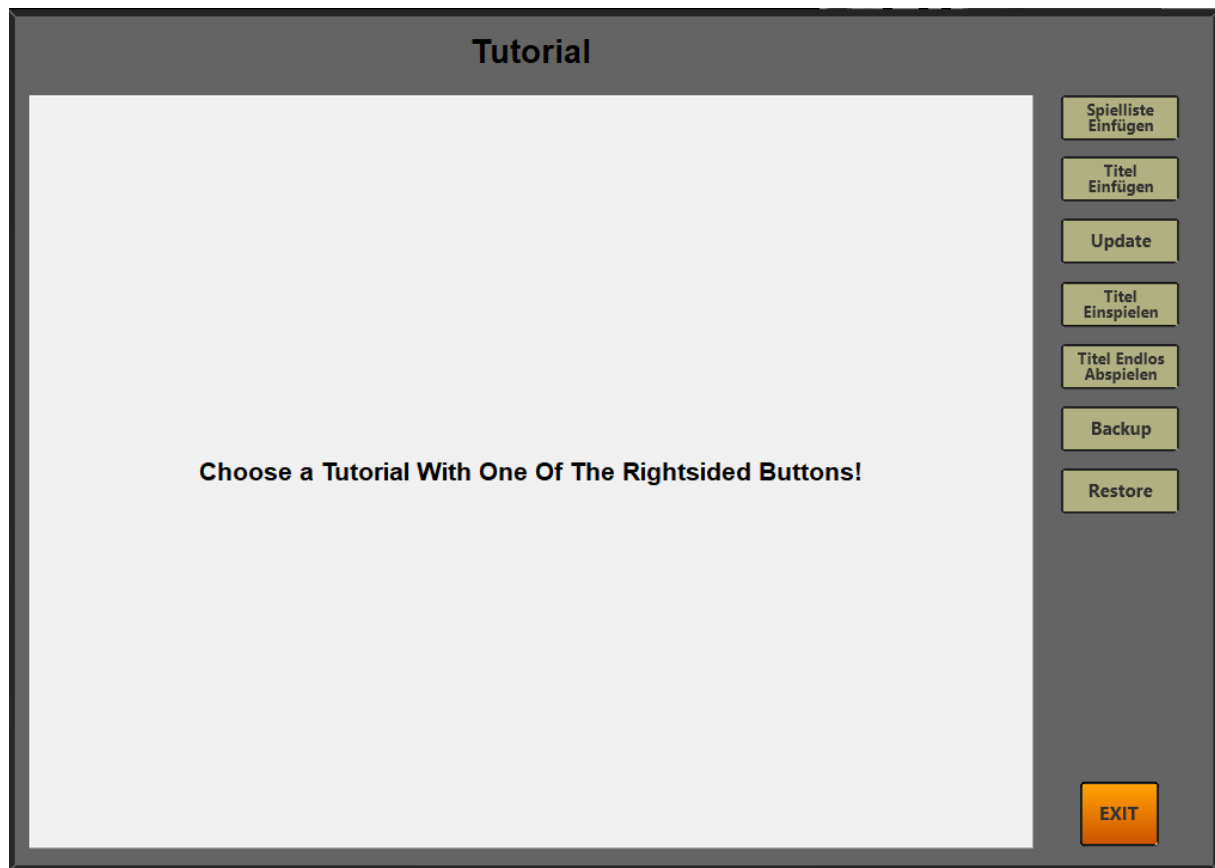 Tutorial
Spielliste
Einfügen
Titel
Einfügen
Update
Titel
Einspielen
Titel Endlos
Abspielen
Backup
Choose a Tutorial With One Of The Rightsided Buttons!
Restore
EXIT